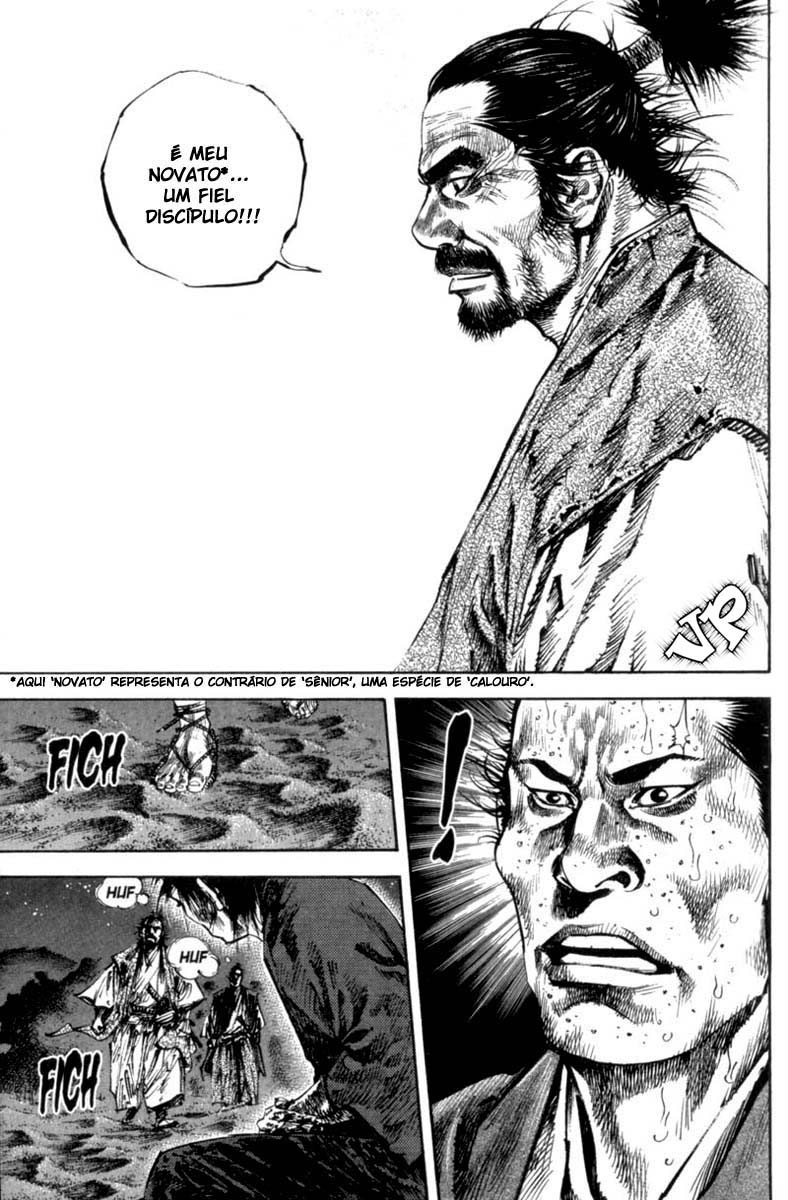 É MEU
NOVATO*...
UM FIEL
DISCÍPULO!!!
VP
*AQUI 'NOVATO' REPRESENTA O CONTRÁRIO DE 'SÊNIOR', UMA ESPÉCIE DE 'CALOURO'.
!
FICH
HUF
HUF
FICH